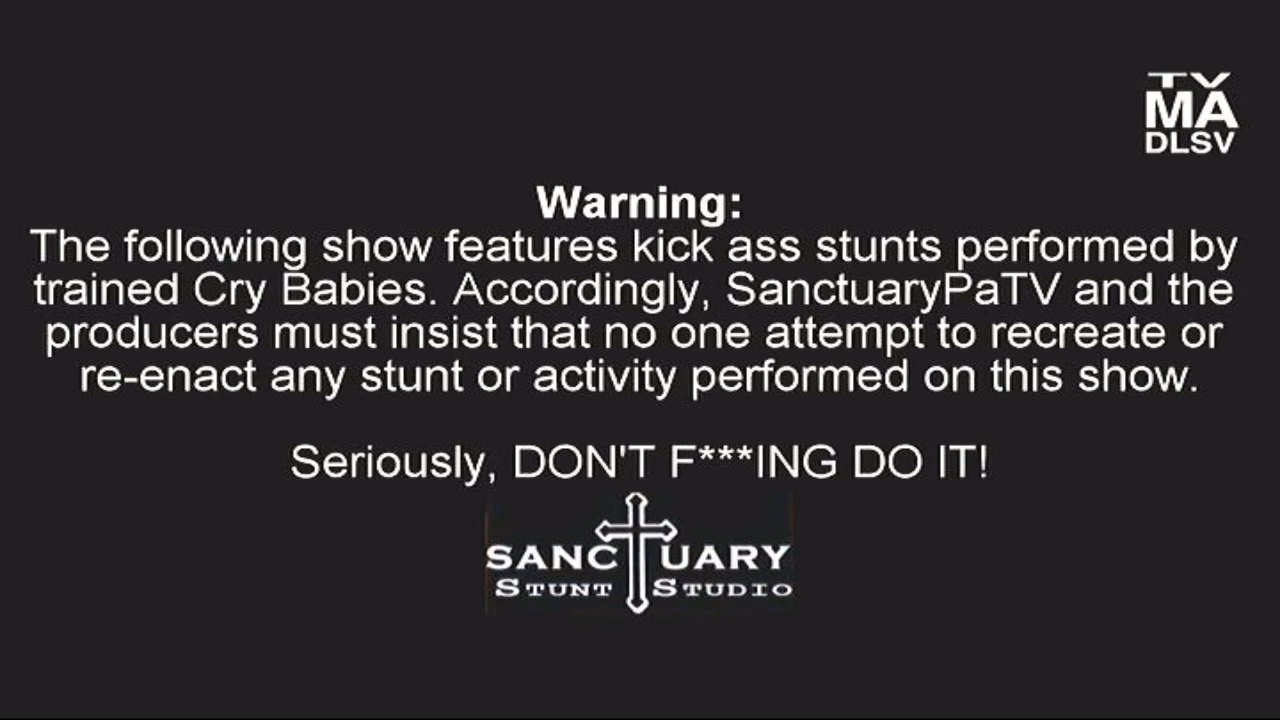 TV
MA
DLSV
Warning:
The following show features kick ass stunts performed by
trained Cry Babies. Accordingly, SanctuaryPaTV and the
producers must insist that no one attempt to recreate or
re-enact any stunt or activity performed on this show.
Seriously, DON'T F***ING DO IT!
SANCTUARY
STUNT STUDIO